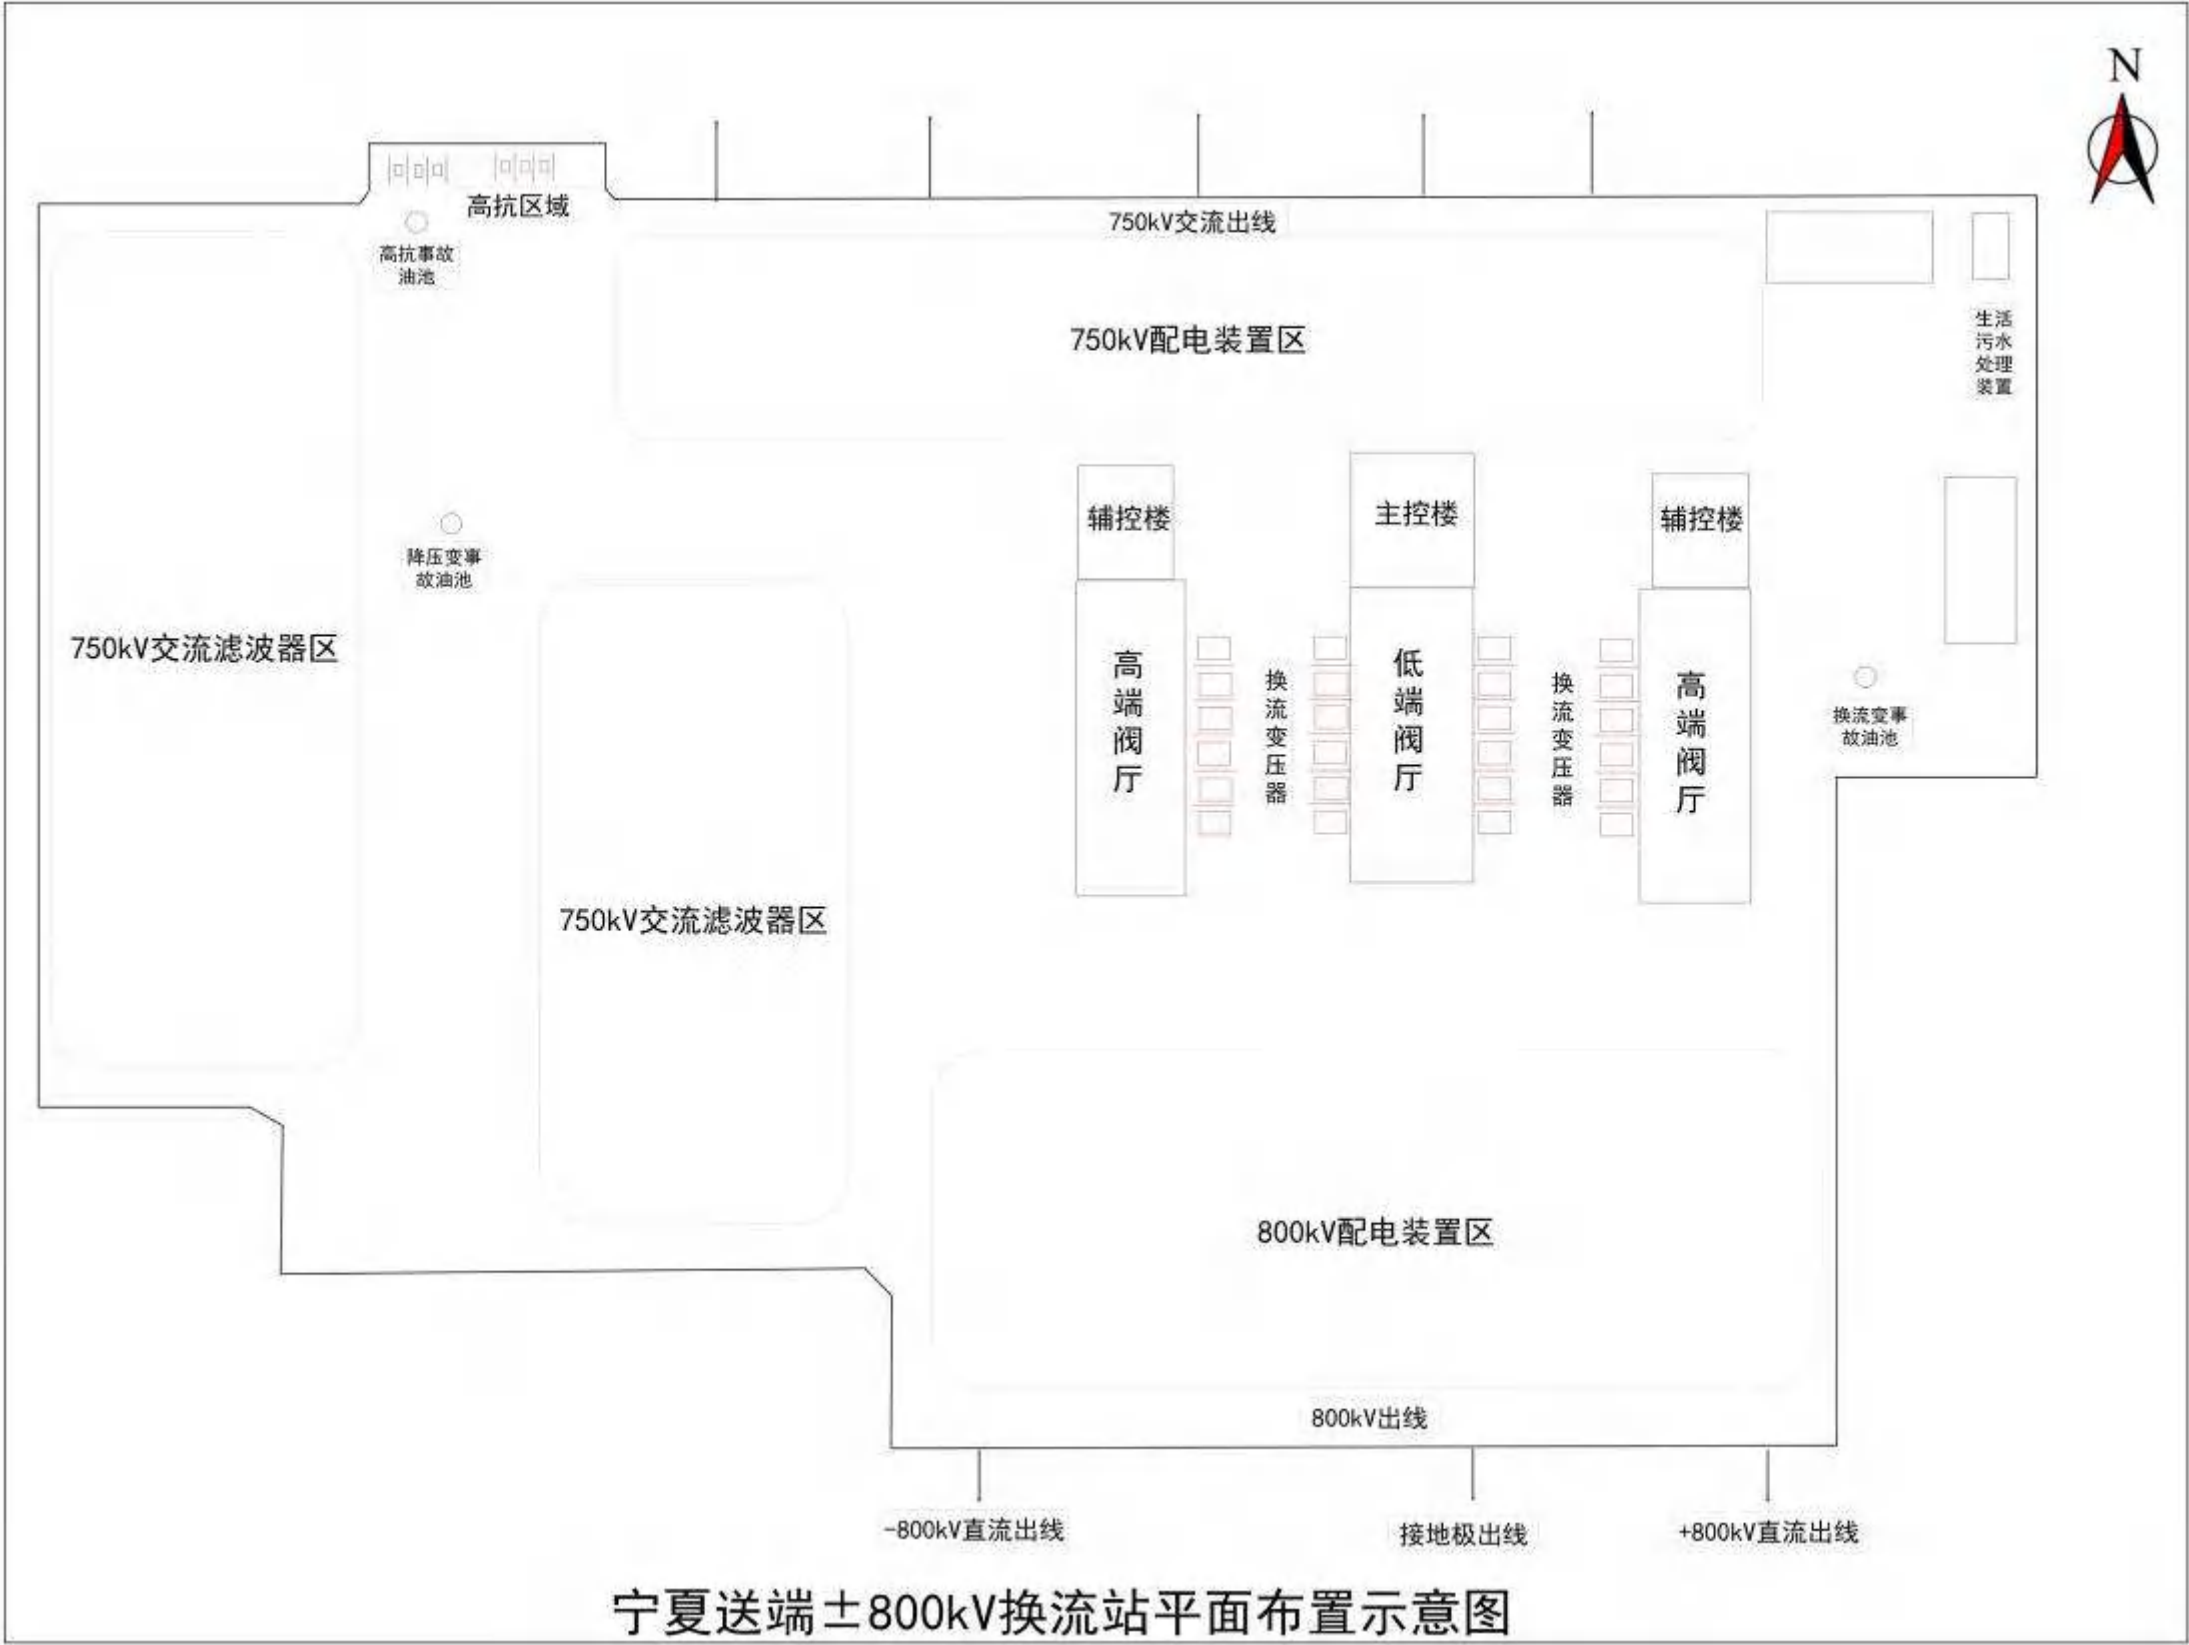 N
高抗区域
750kV交流出线
高抗事故
油池
750kV配电装置区
生活
污水
处理
装置
辅控楼
主控楼
辅控楼
降压变事
故油池
750kV交流滤波器区
高端阀厅
换流变压器
低端阀厅
换流变压器
高端阀厅
换流变事
故油池
750kV交流滤波器区
800kV配电装置区
800kV出线
-800kV直流出线
接地极出线
+800kV直流出线
宁夏送端±800kV换流站平面布置示意图